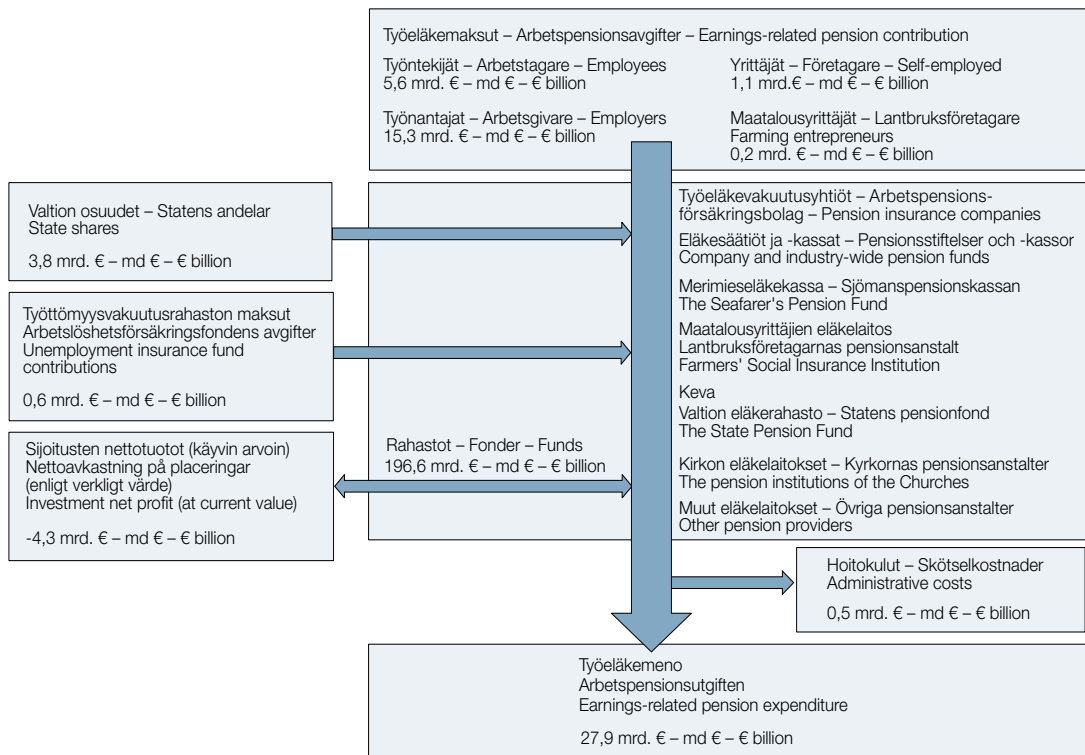 Työeläkemaksut – Arbetspensionsavgifter – Earnings-related pension contribution
Työntekijät – Arbetstagare – Employees
5,6 mrd. € – md € – € billion
Yrittäjät – Företagare – Self-employed
1,1 mrd.€ – md € – € billion
Työnantajat – Arbetsgivare – Employers
15,3 mrd. € – md € – € billion
Maatalousyrittäjät – Lantbruksföretagare
Farming entrepreneurs
0,2 mrd. € – md € – € billion
Valtion osuudet – Statens andelar
State shares
3,8 mrd. € – md € – € billion
Työttömyysvakuutusrahaston maksut
Arbetslöshetsförsäkringsfondens avgifter
Unemployment insurance fund
contributions
0,6 mrd. € – md € – € billion
Sijoitusten nettotuotot (käyvin arvoin)
Nettoavkastning på placeringar
(enligt verkligt värde)
Investment net profit (at current value)
-4,3 mrd. € – md € – € billion
Rahastot – Fonder – Funds
196,6 mrd. € – md € – € billion
Työeläkevakuutusyhtiöt – Arbetspensions-
försäkringsbolag – Pension insurance companies
Eläkesäätiöt ja -kassat – Pensionsstiftelser och -kassor
Company and industry-wide pension funds
Merimieseläkekassa – Sjömanspensionskassan
The Seafarer's Pension Fund
Maatalousyrittäjien eläkelaitos
Lantbruksföretagarnas pensionsanstalt
Farmers' Social Insurance Institution
Keva
Valtion eläkerahasto – Statens pensionfond
The State Pension Fund
Kirkon eläkelaitokset – Kyrkornas pensionsanstalter
The pension institutions of the Churches
Muut eläkelaitokset – Övriga pensionsanstalter
Other pension providers
Hoitokulut – Skötselkostnader
Administrative costs
0,5 mrd. € – md € – € billion
Työeläkemeno
Arbetspensionsutgiften
Earnings-related pension expenditure
27,9 mrd. € – md € – € billion